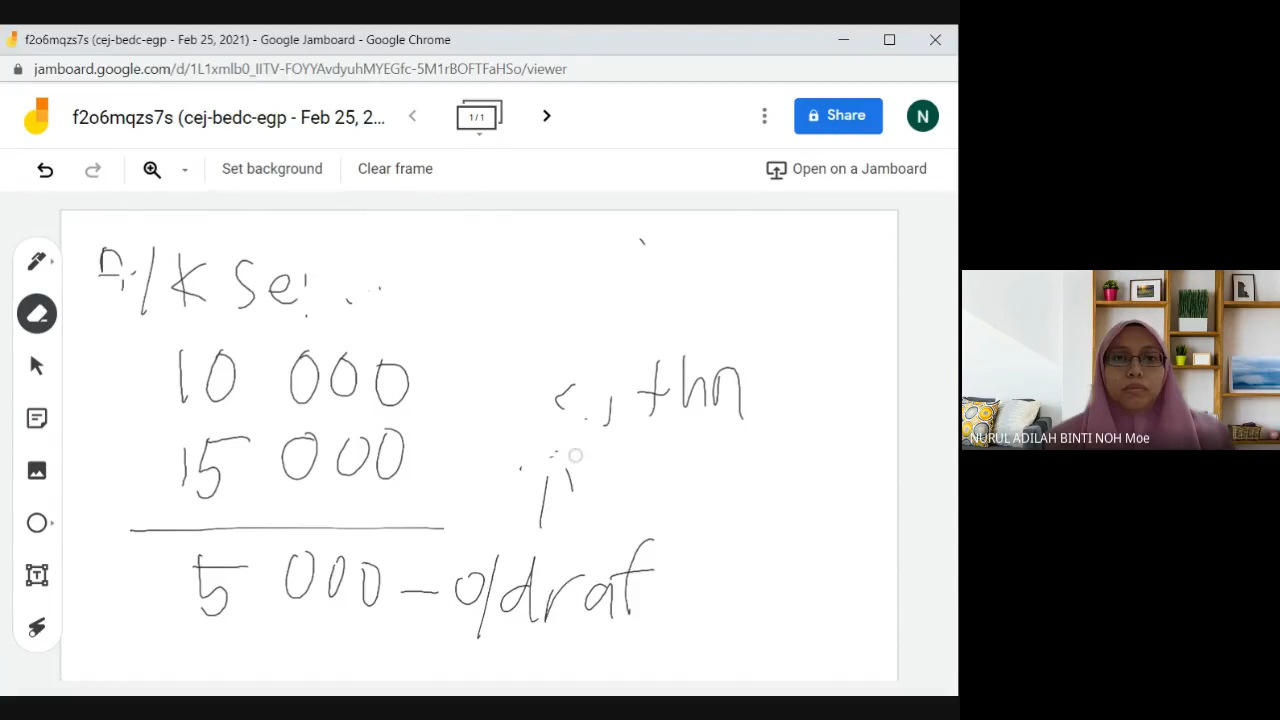 f2o6mqzs7s (cej-bedc-egp - Feb 25, 2021) - Google Jamboard - Google Chrome
jamboard.google.com/d/1L1xmlb0_IITV-FOYYAvdyuhMYEGfc-5M1rBOFTFaHSo/viewer
f2o6mqzs7s (cej-bedc-egp - Feb 25, 2...
1/1
Share
N
Set background
Clear frame
Open on a Jamboard
10 000
thn
15 000
5 000 - o/draf
NURUL ADILAH BINTI NOH Moe